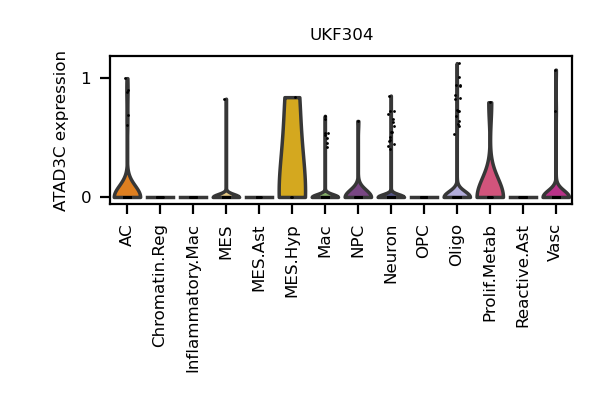 UKF304
ATAD3C expression
1
0
AC
Chromatin.Reg
Inflammatory.Mac
MES
MES.Ast
MES.Hyp
Mac
NPC
Neuron
OPC
Oligo
Prolif.Metab
Reactive.Ast
Vasc